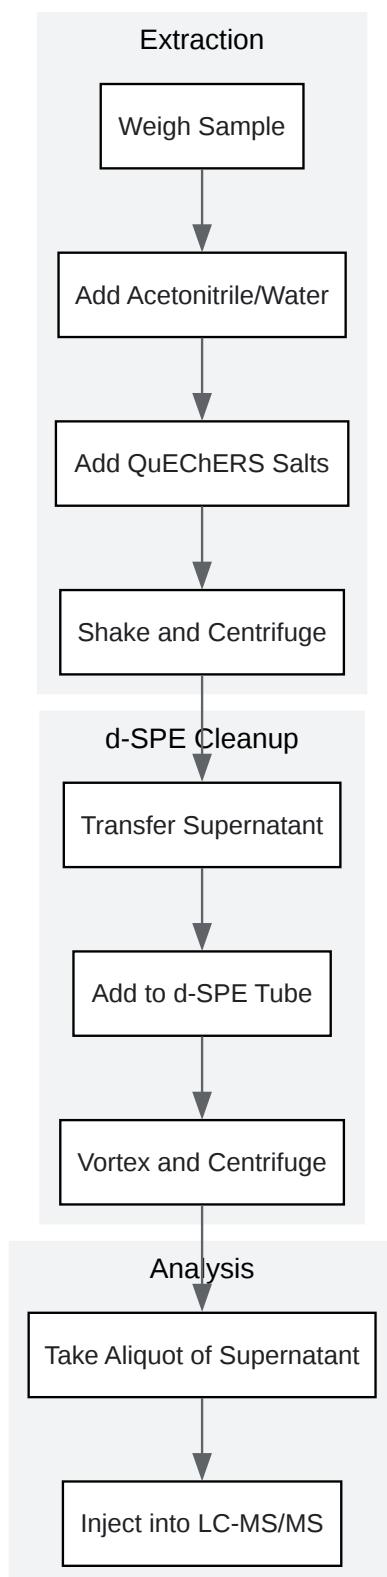 Extraction
Weigh Sample
Add Acetonitrile/Water
Add QuEChERS Salts
Shake and Centrifuge
d-SPE Cleanup
Transfer Supernatant
Add to d-SPE Tube
Vortex and Centrifuge
Analysis
Take Aliquot of Supernatant
Inject into LC-MS/MS